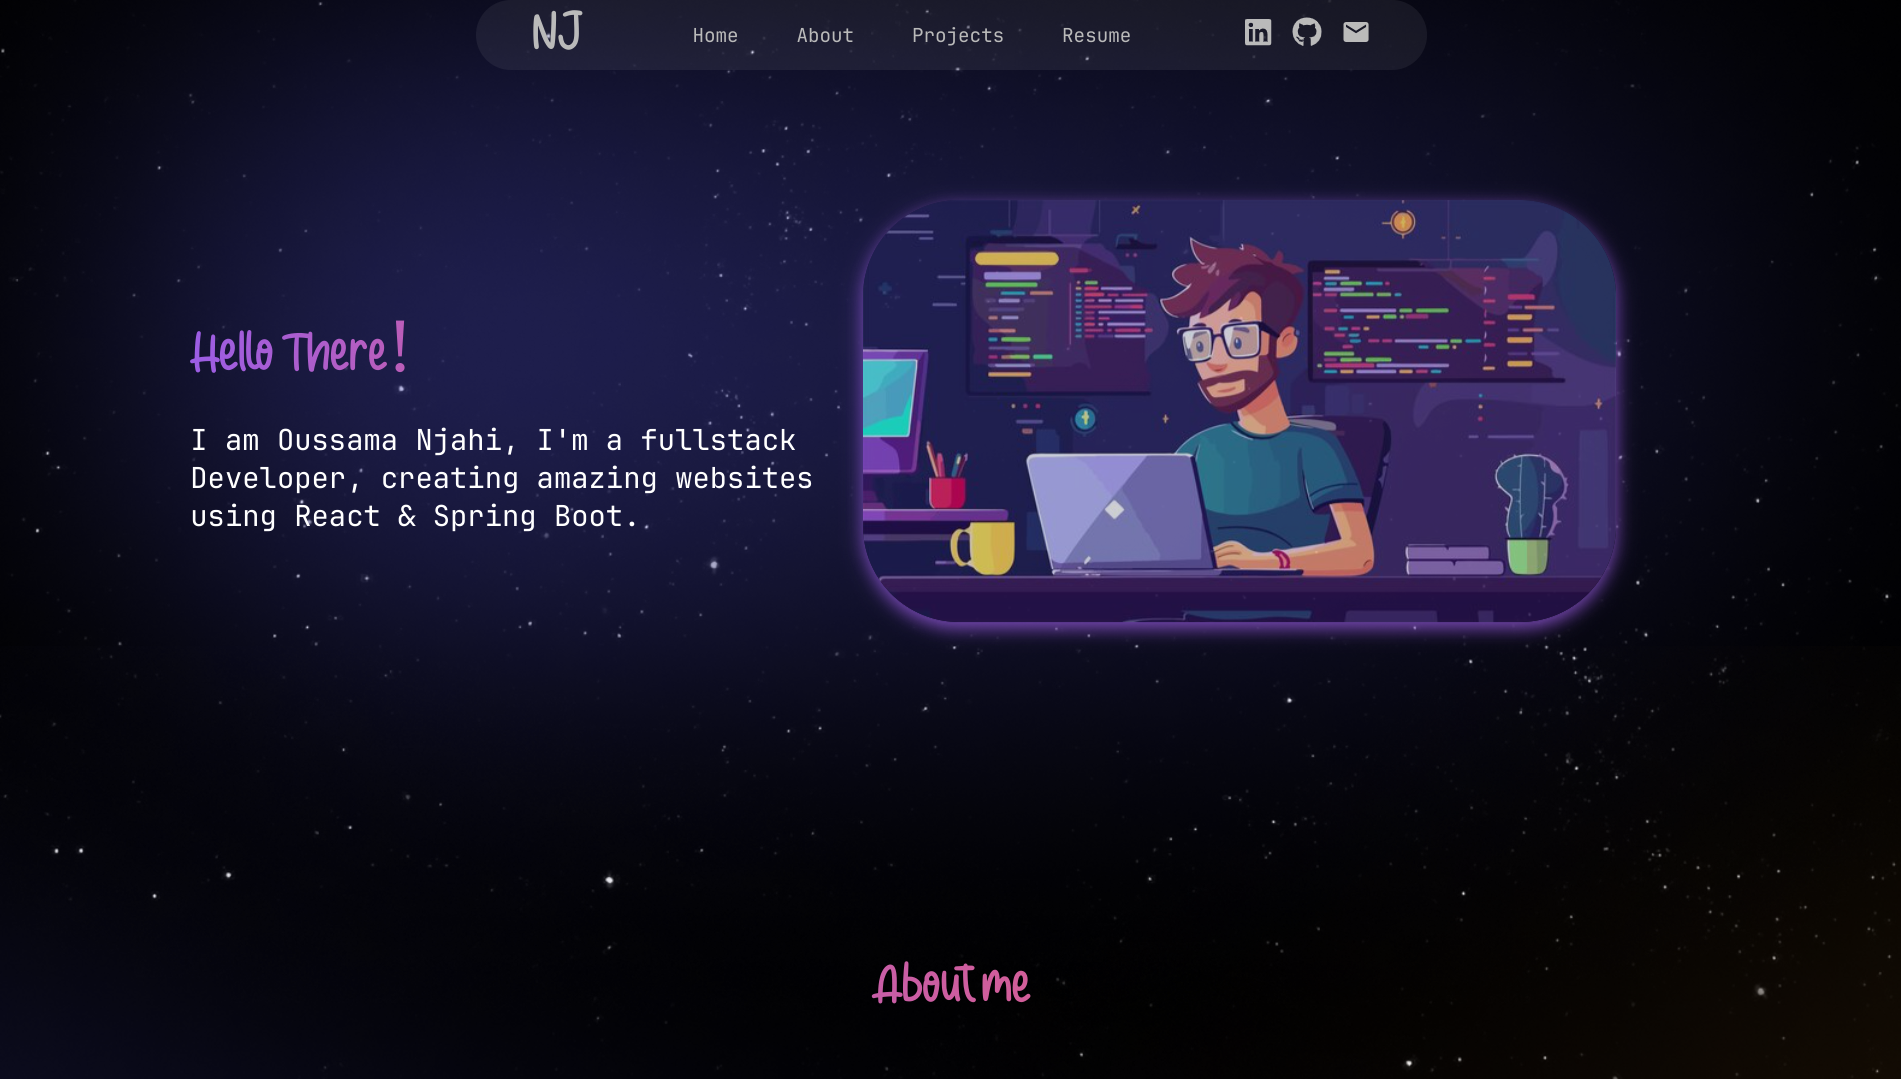 NJ
Home About Projects Resume
in
Hello There!
I am Oussama Njahi, I'm a fullstack
Developer, creating amazing websites
using React & Spring Boot.
About me